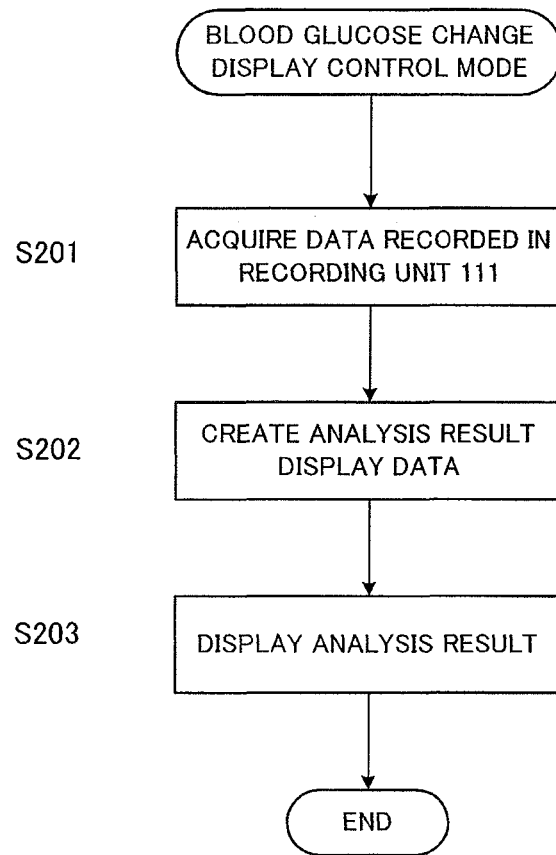 BLOOD GLUCOSE CHANGE
DISPLAY CONTROL MODE
S201
ACQUIRE DATA RECORDED IN
RECORDING UNIT 111
S202
CREATE ANALYSIS RESULT
DISPLAY DATA
S203
DISPLAY ANALYSIS RESULT
END